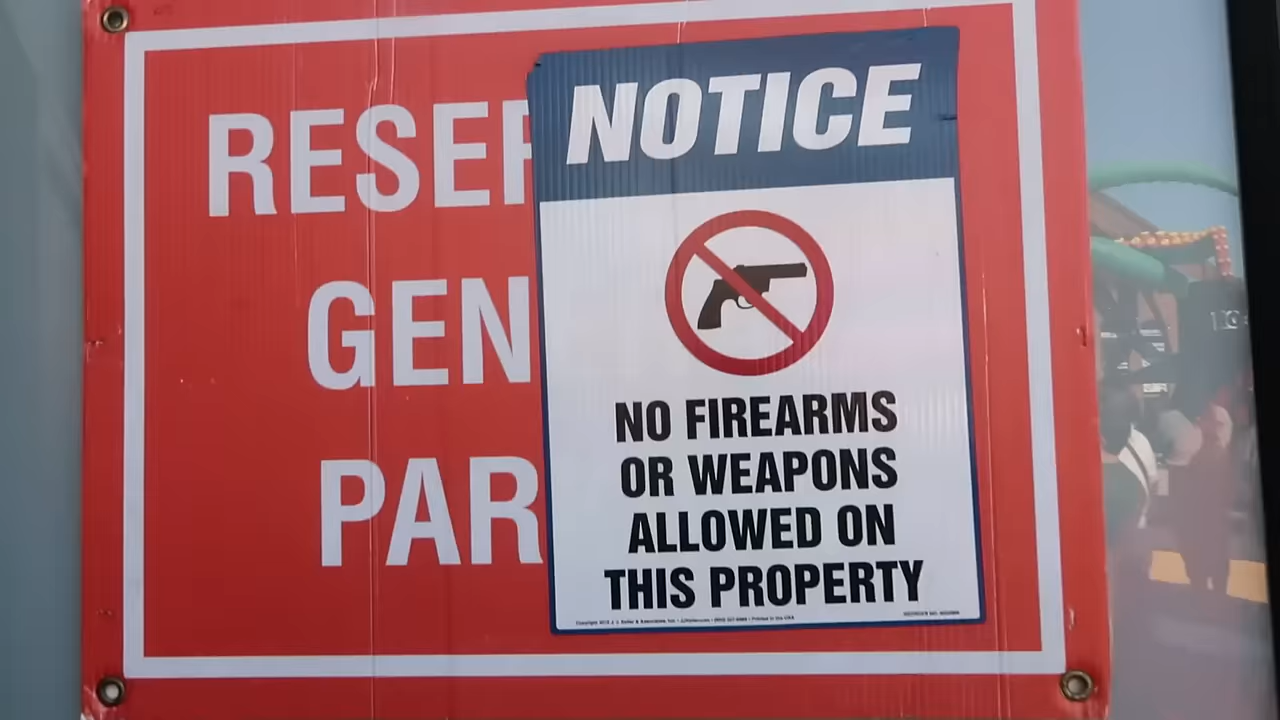 RESER
GEN
PAR
NOTICE
NO FIREARMS
OR WEAPONS
ALLOWED ON
THIS PROPERTY